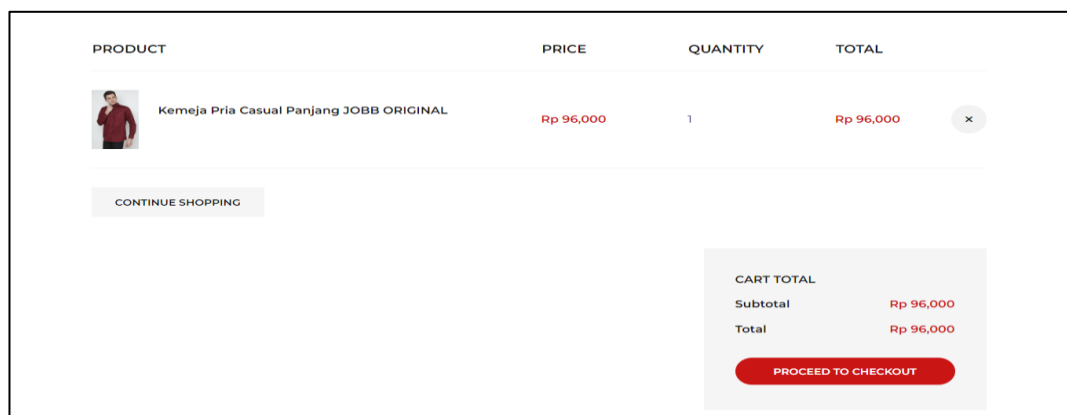 PRODUCT PRICE QUANTITY TOTAL
Kemeja Pria Casual Panjang JOBB ORIGINAL
Rp 96,000 1 Rp 96,000 ×
CONTINUE SHOPPING
CART TOTAL
Subtotal Rp 96,000
Total Rp 96,000
PROCEED TO CHECKOUT